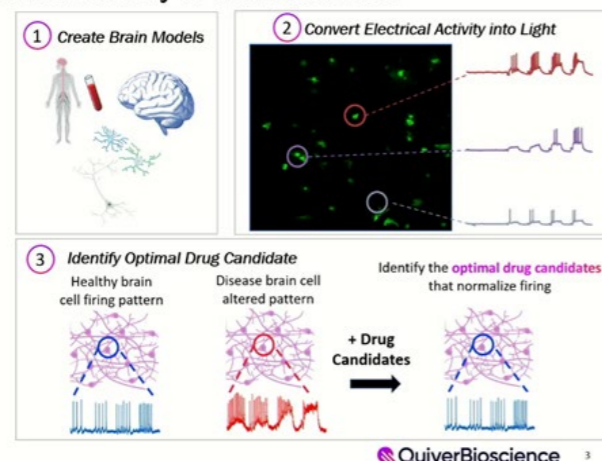 1 Create Brain Models
2 Convert Electrical Activity into Light
3 Identify Optimal Drug Candidate
Healthy brain
cell firing pattern
Disease brain cell
altered pattern
+ Drug
Candidates
Identify the optimal drug candidates
that normalize firing
QuiverBioscience
3